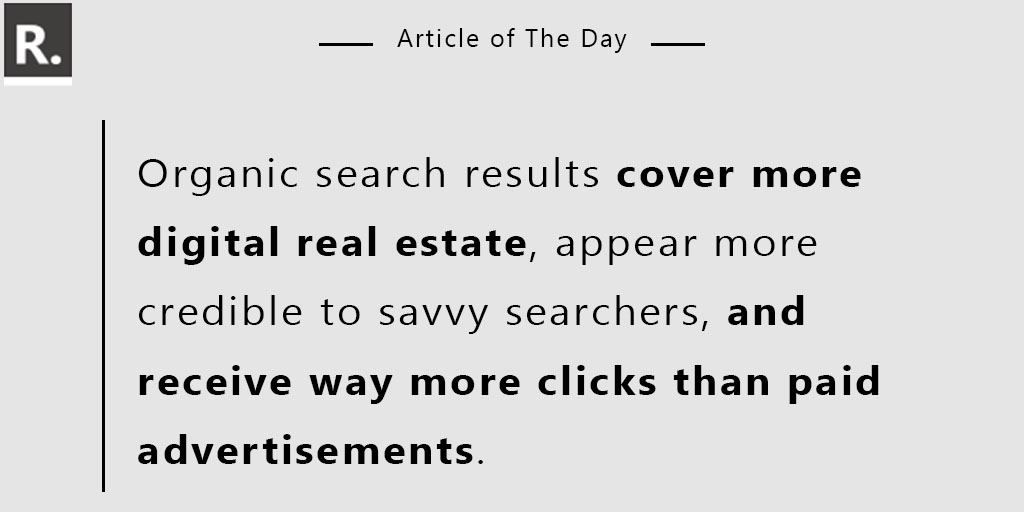 R.
Article of The Day
Organic search results cover more
digital real estate, appear more
credible to savvy searchers, and
receive way more clicks than paid
advertisements.